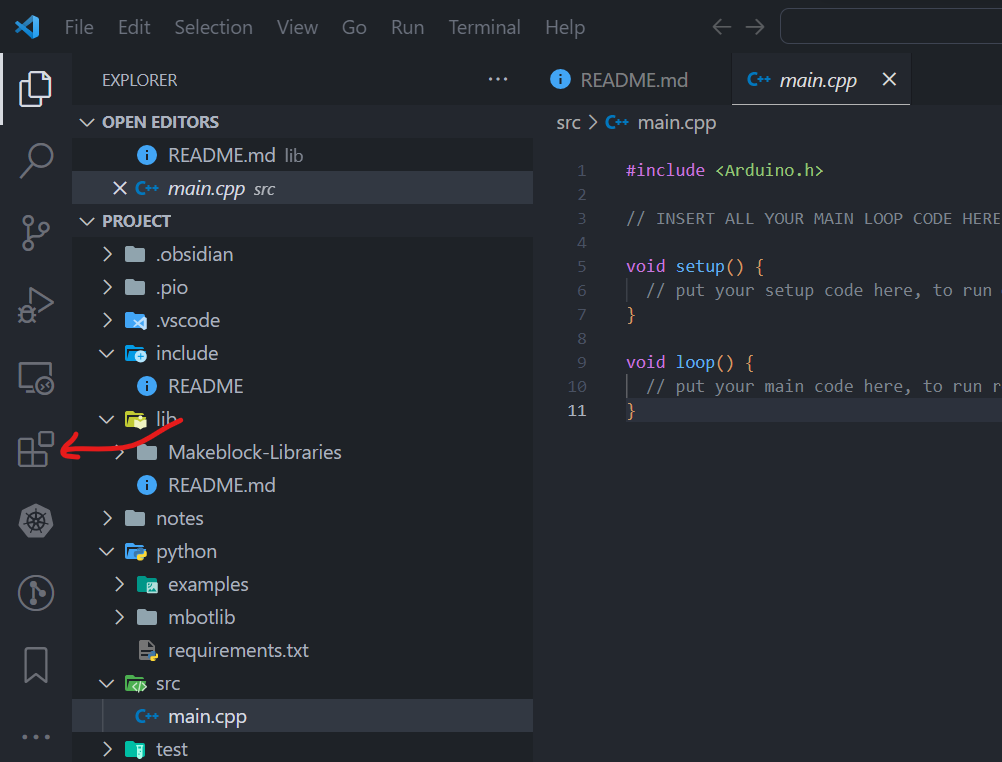 File Edit Selection View Go Run Terminal Help
EXPLORER
OPEN EDITORS
README.md lib
main.cpp src
PROJECT
.obsidian
.pio
.vscode
include
README
lib
Makeblock-Libraries
README.md
notes
python
examples
mbotlib
requirements.txt
src
main.cpp
test
README.md C++ main.cpp
src > C++ main.cpp
1 #include <Arduino.h>
2
3 // INSERT ALL YOUR MAIN LOOP CODE HERE
4
5 void setup() {
6 // put your setup code here, to run
7 }
8
9 void loop() {
10 // put your main code here, to run r
11 }